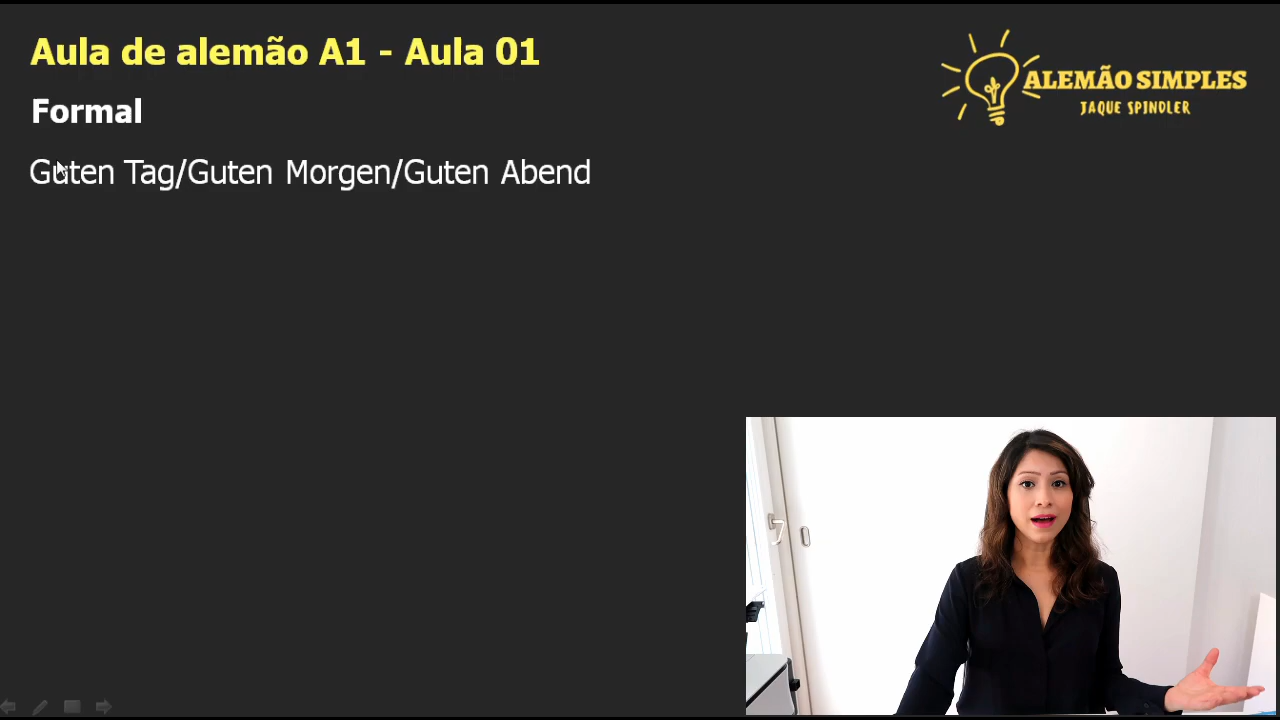 Aula de alemão A1 - Aula 01
ALEMÃO SIMPLES
JAQUE SPINDLER
Formal
Guten Tag/Guten Morgen/Guten Abend